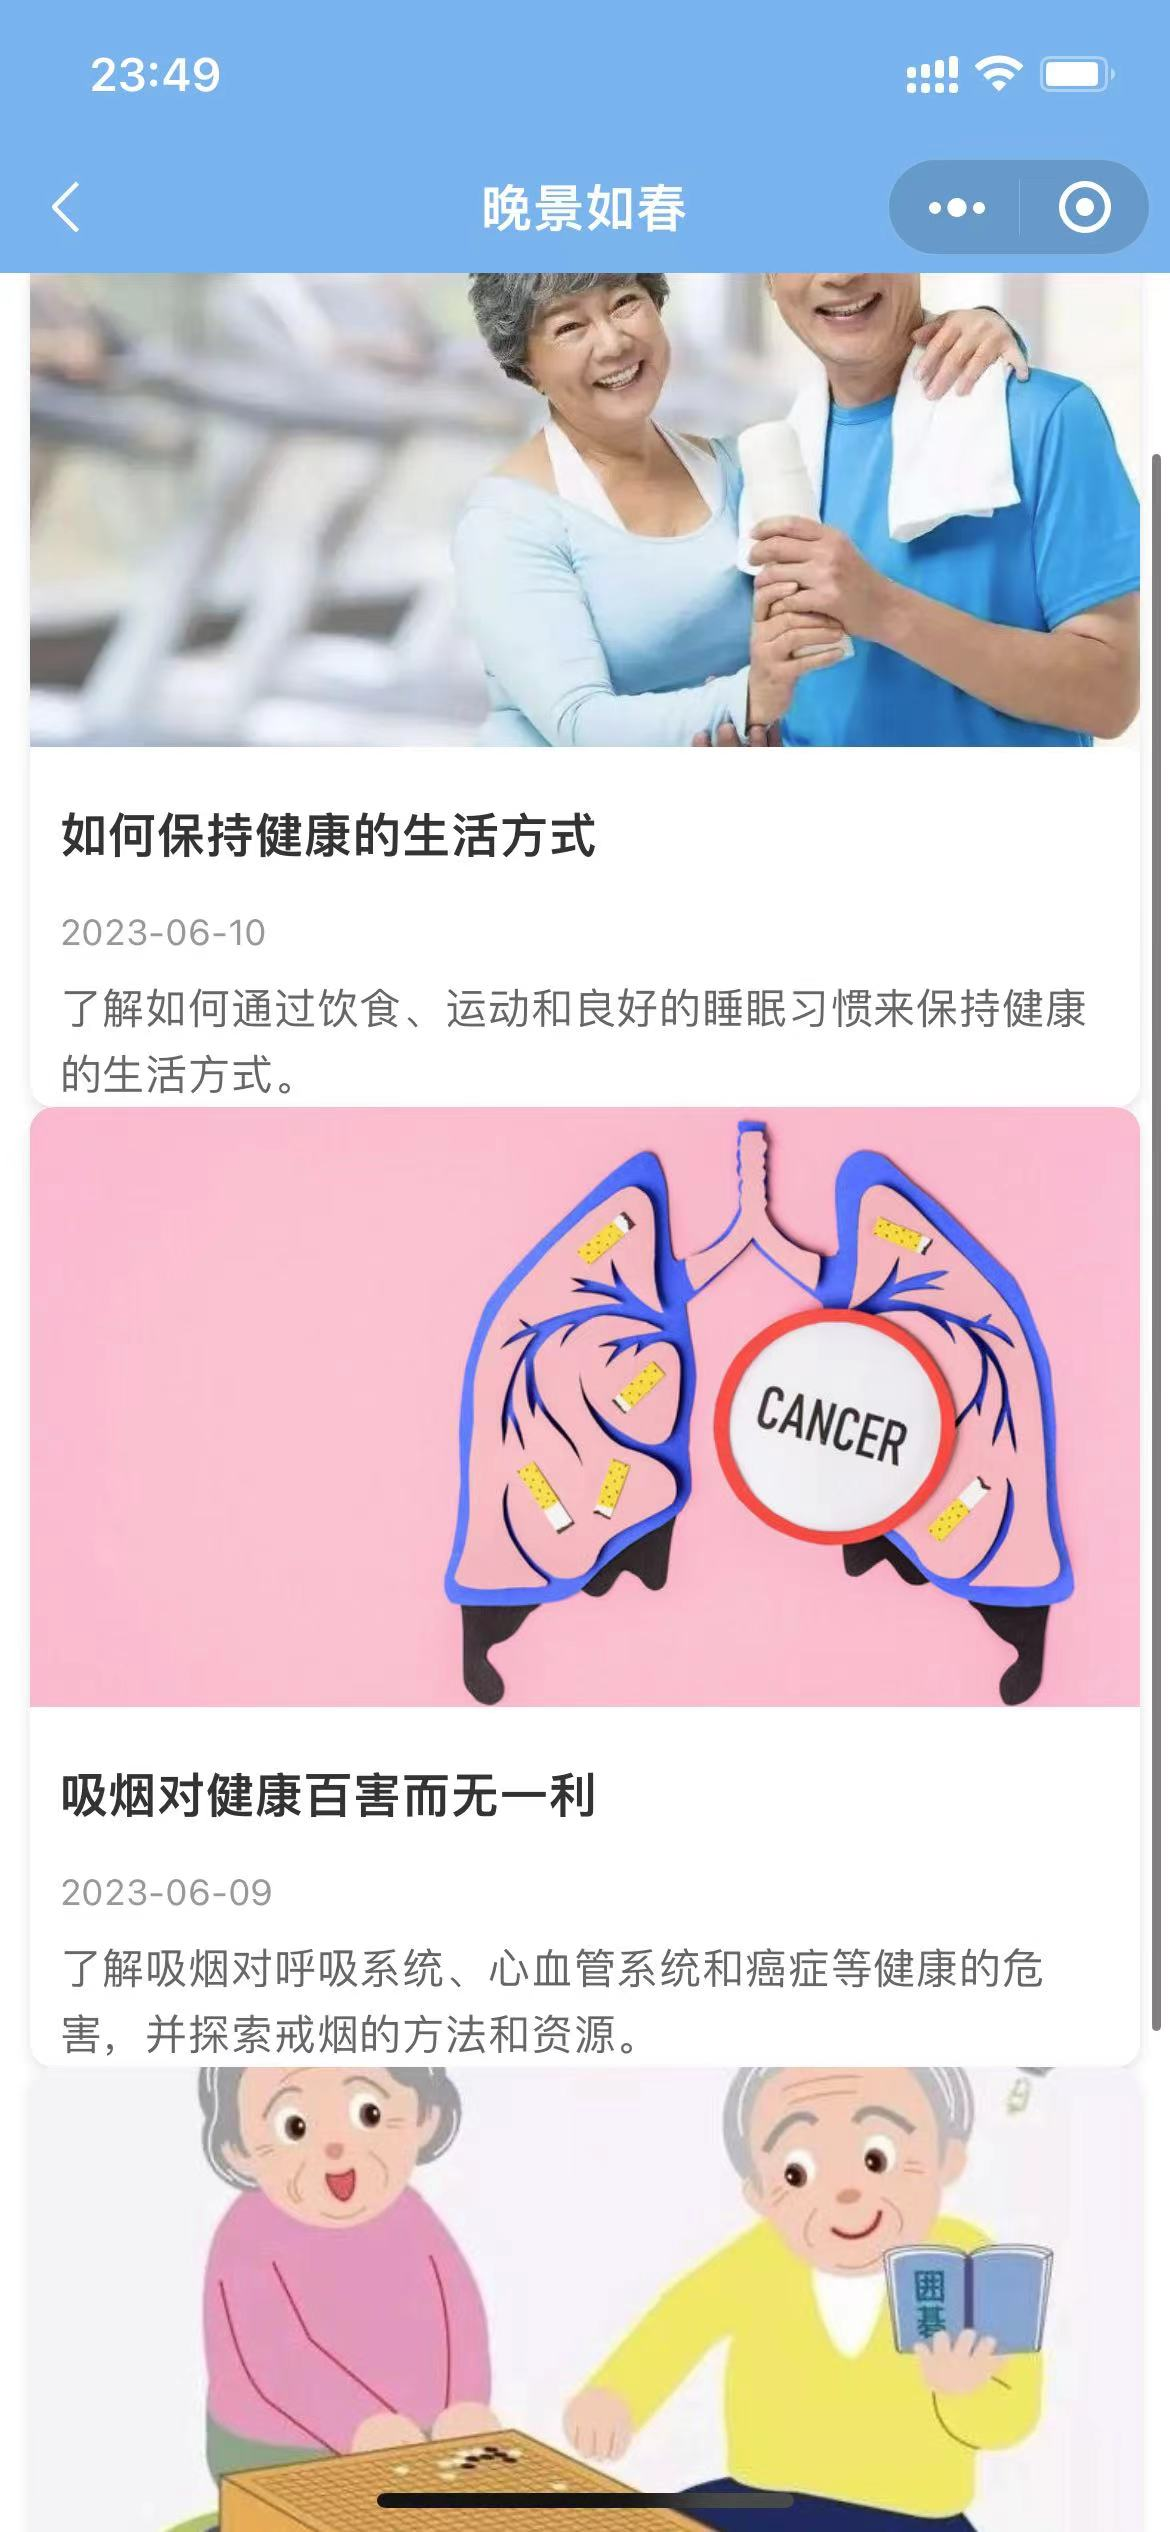 23:49
晚景如春
如何保持健康的生活方式
2023-06-10
了解如何通过饮食、运动和良好的睡眠习惯来保持健康
的生活方式。
CANCER
吸烟对健康百害而无一利
2023-06-09
了解吸烟对呼吸系统、心血管系统和癌症等健康的危
害，并探索戒烟的方法和资源。
囲
碁